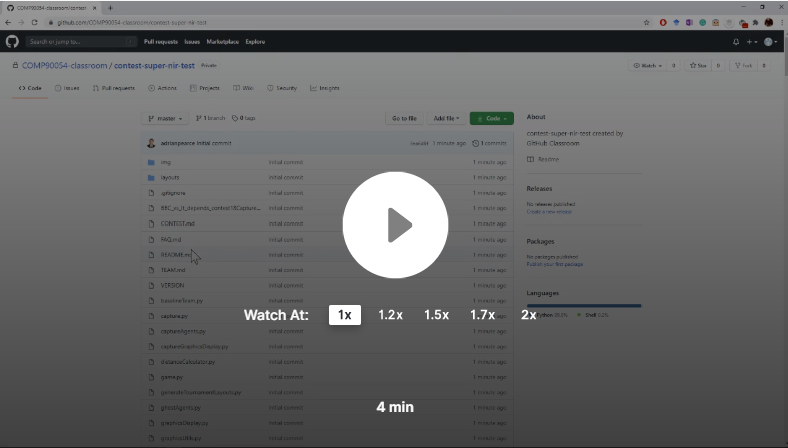 COMP90054-classroom/contest
github.com/COMP90054-classroom/contest-super-nir-test
Search or jump to... Pull requests Issues Marketplace Explore
COMP90054-classroom / contest-super-nir-test Private
Watch 0 Star 0 Fork 0
Code Issues Pull requests Actions Projects Wiki Security Insights
master 1 branch 0 tags Go to file Add file Code
adrianpearce Initial commit 1 minute ago 1 commits
img Initial commit 1 minute ago
layouts Initial commit 1 minute ago
.gitignore Initial commit 1 minute ago
Initial commit 1 minute ago
CONTEST.md Initial commit 1 minute ago
FAQ.md Initial commit 1 minute ago
README.m Initial commit 1 minute ago
TEAM.md Initial commit 1 minute ago
VERSION Initial commit 1 minute ago
baselineTeam.py Initial commit 1 minute ago
capture.py Initial commit 1 minute ago
captureAgents.py Initial commit 1 minute ago
captureGraphicsDisplay.py Initial commit 1 minute ago
distanceCalculator.py Initial commit 1 minute ago
game.py Initial commit 1 minute ago
Initial commit 1 minute ago
ghostAgents.py Initial commit 1 minute ago
graphicsDisplay.py Initial commit 1 minute ago
graphicsUtils.py Initial commit 1 minute ago
About
contest-super-nir-test created by
GitHub Classroom
Readme
Releases
No releases published
Create a new release
Packages
No packages published
Publish your first package
Languages
Python Shell
Watch At: 1x 1.2x 1.5x 1.7x 2x
4 min